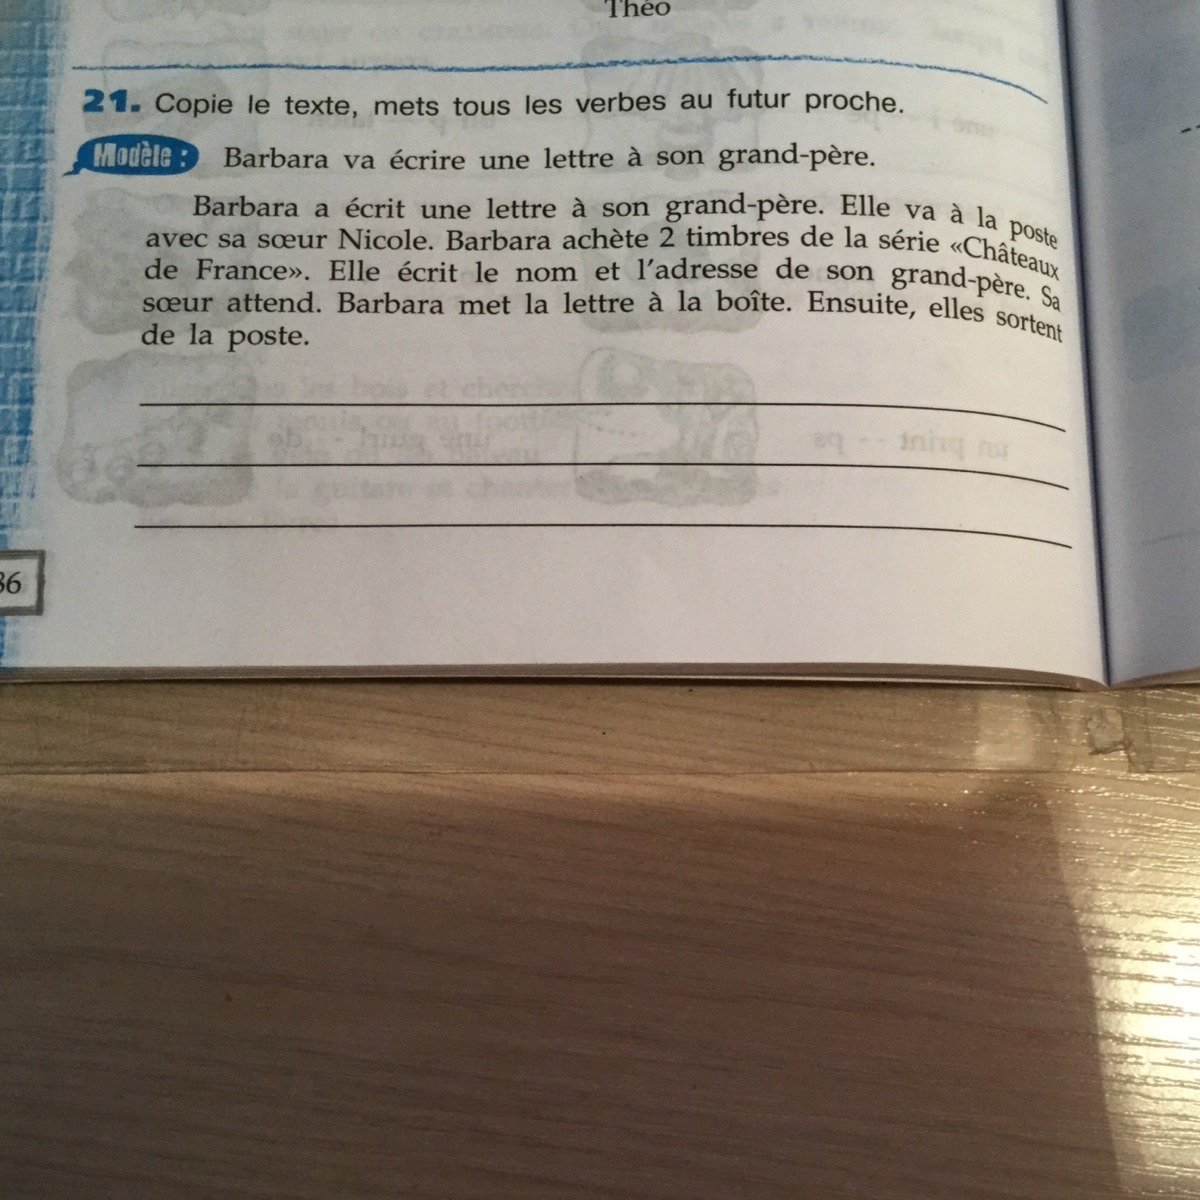 Théo
21. Copie le texte, mets tous les verbes au futur proche.
Modèle : Barbara va écrire une lettre à son grand-père.
Barbara a écrit une lettre à son grand-père. Elle va à la poste
avec sa sœur Nicole. Barbara achète 2 timbres de la série «Châteaux
de France». Elle écrit le nom et l'adresse de son grand-père. Sa
sœur attend. Barbara met la lettre à la boîte. Ensuite, elles sortent
de la poste.
36